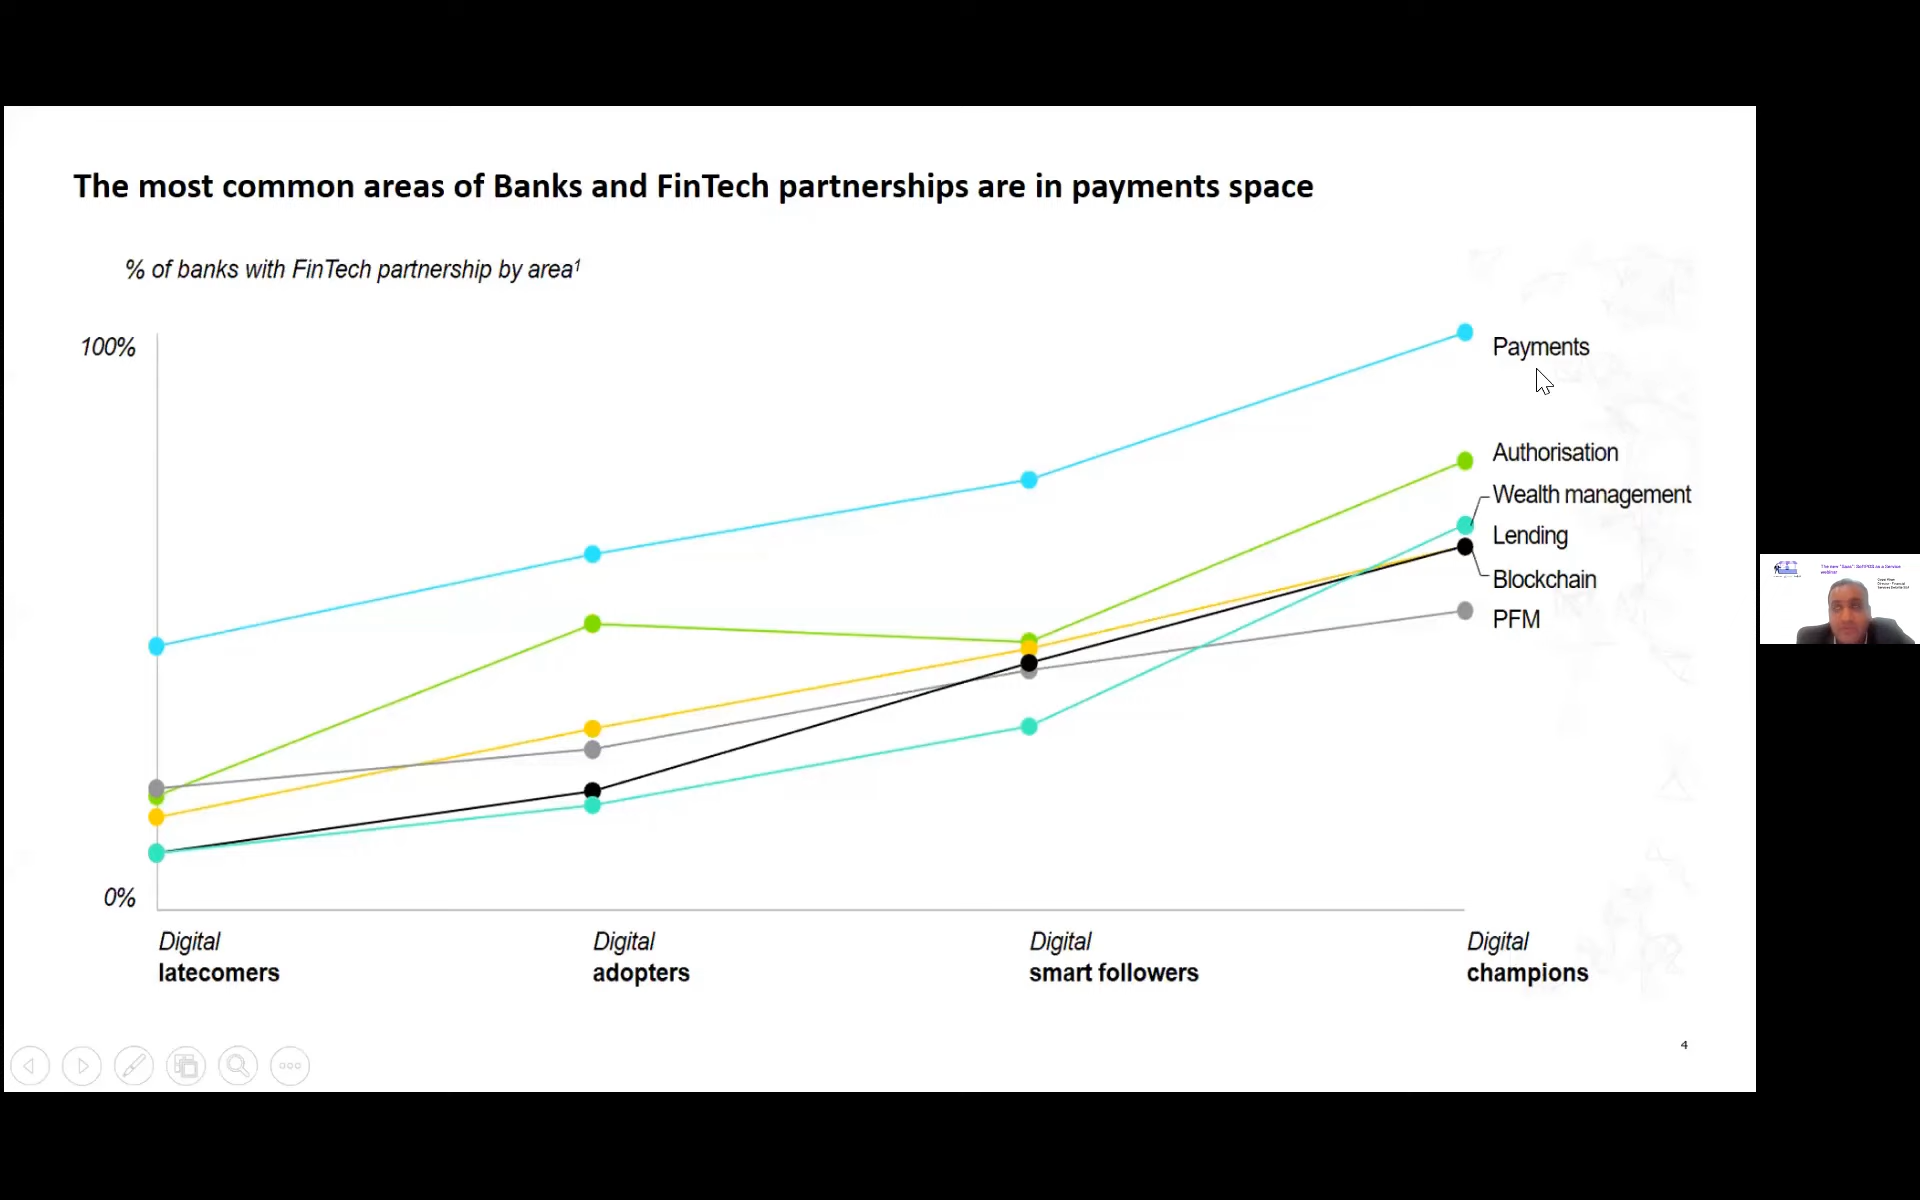 The most common areas of Banks and FinTech partnerships are in payments space
% of banks with FinTech partnership by area¹
100%
Payments
Authorisation
Wealth management
Lending
Blockchain
PFM
0%
Digital
latecomers
Digital
adopters
Digital
smart followers
Digital
champions
4
webinar